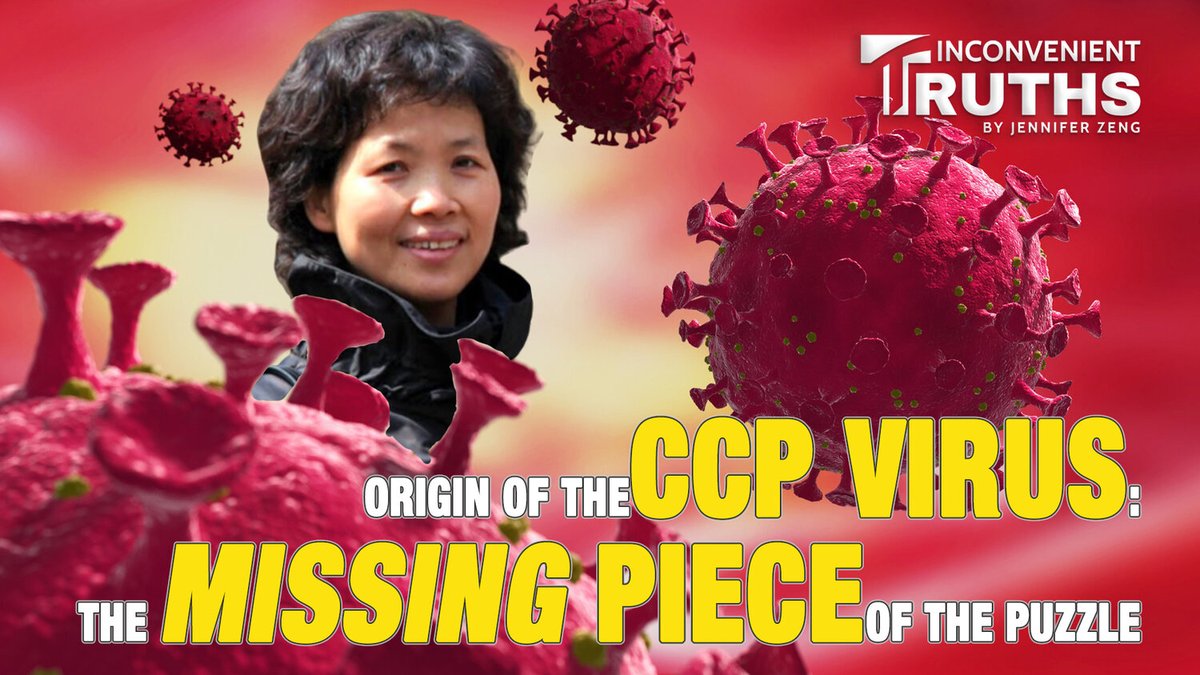 INCONVENIENT
TRUTHS
BY JENNIFER ZENG
ORIGIN OF THE CCP VIRUS:
THE MISSING PIECE OF THE PUZZLE